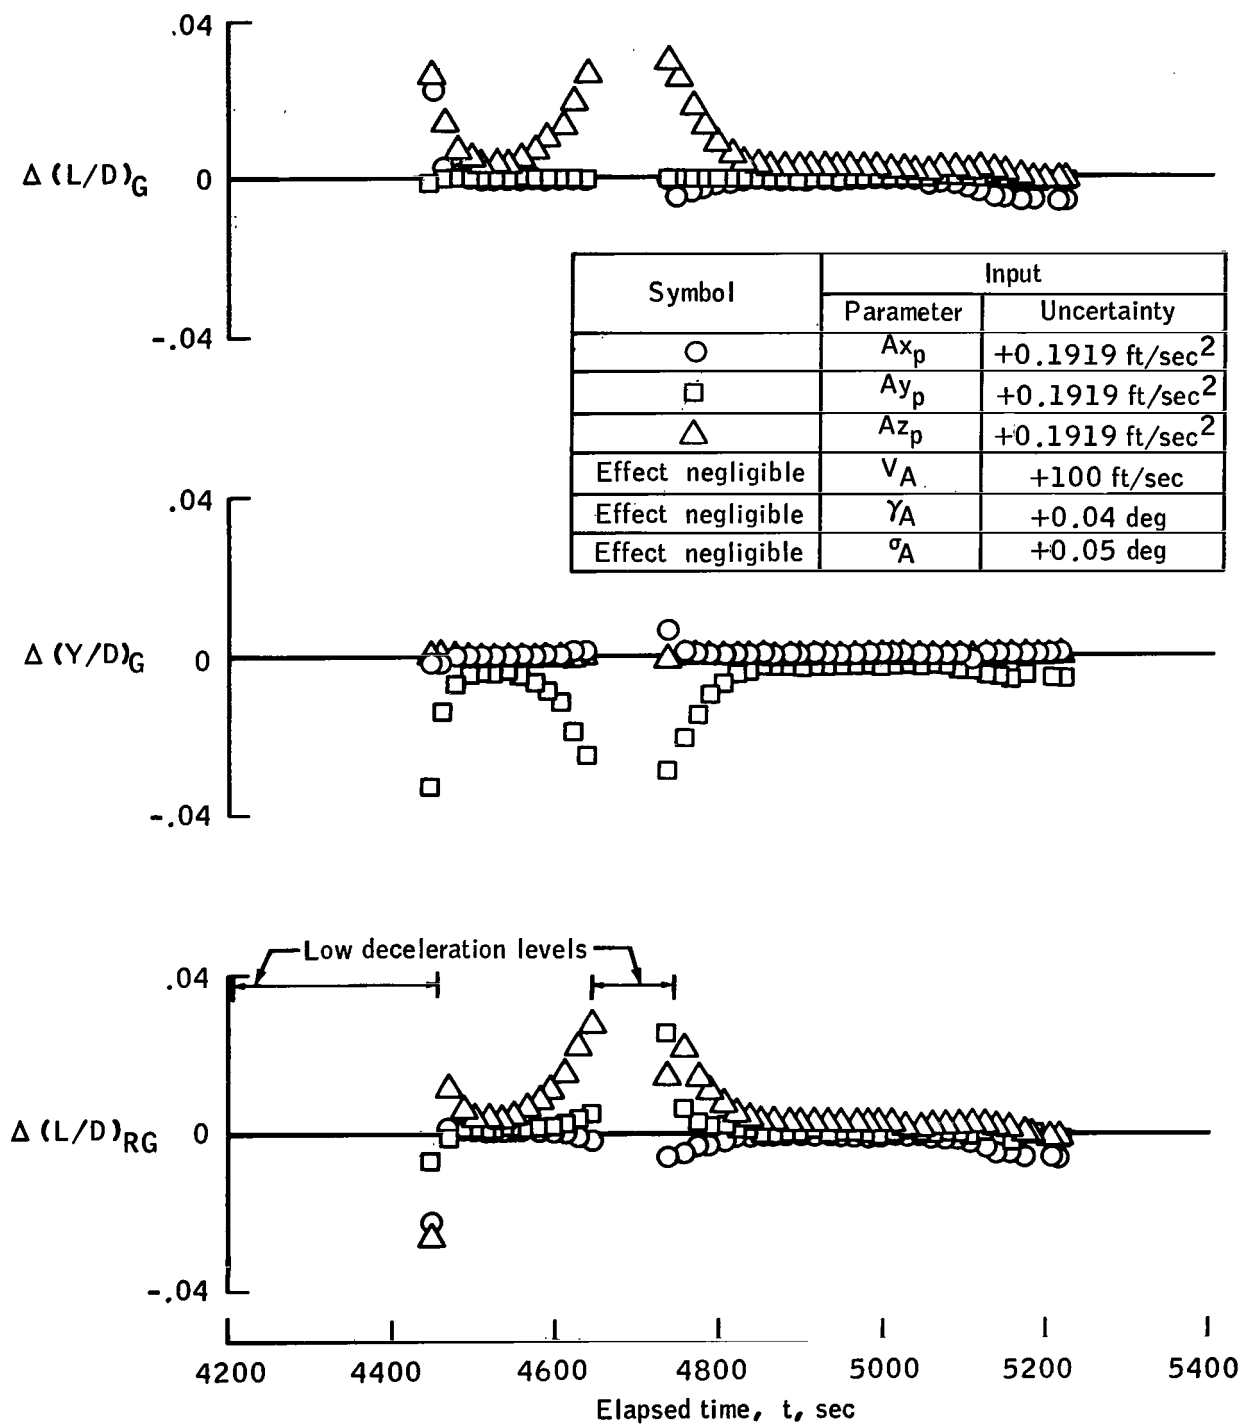 .04
Δ (L/D)G
0
-.04
Symbol
Input
Parameter
Uncertainty
Axp
+0.1919 ft/sec2
Ayp
+0.1919 ft/sec2
Azp
+0.1919 ft/sec2
Effect negligible
VA
+100 ft/sec
Effect negligible
γA
+0.04 deg
Effect negligible
σA
+0.05 deg
.04
Δ (Y/D)G
0
-.04
Low deceleration levels
.04
Δ (L/D)RG
0
-.04
4200 4400 4600 4800 5000 5200 5400
Elapsed time, t, sec